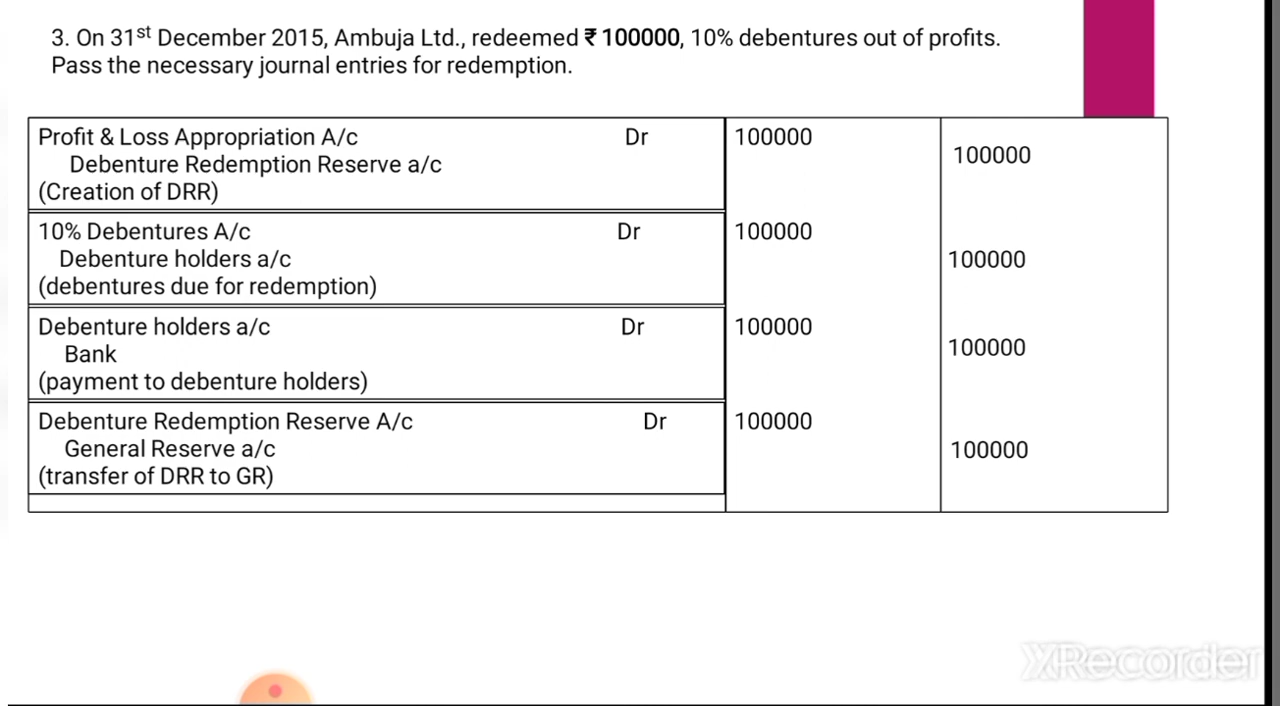 3. On 31st December 2015, Ambuja Ltd., redeemed ₹ 100000, 10% debentures out of profits.
Pass the necessary journal entries for redemption.
Profit & Loss Appropriation A/c Dr 100000
Debenture Redemption Reserve a/c 100000
(Creation of DRR)
10% Debentures A/c Dr 100000
Debenture holders a/c 100000
(debentures due for redemption)
Debenture holders a/c Dr 100000
Bank 100000
(payment to debenture holders)
Debenture Redemption Reserve A/c Dr 100000
General Reserve a/c 100000
(transfer of DRR to GR)
XRecorder